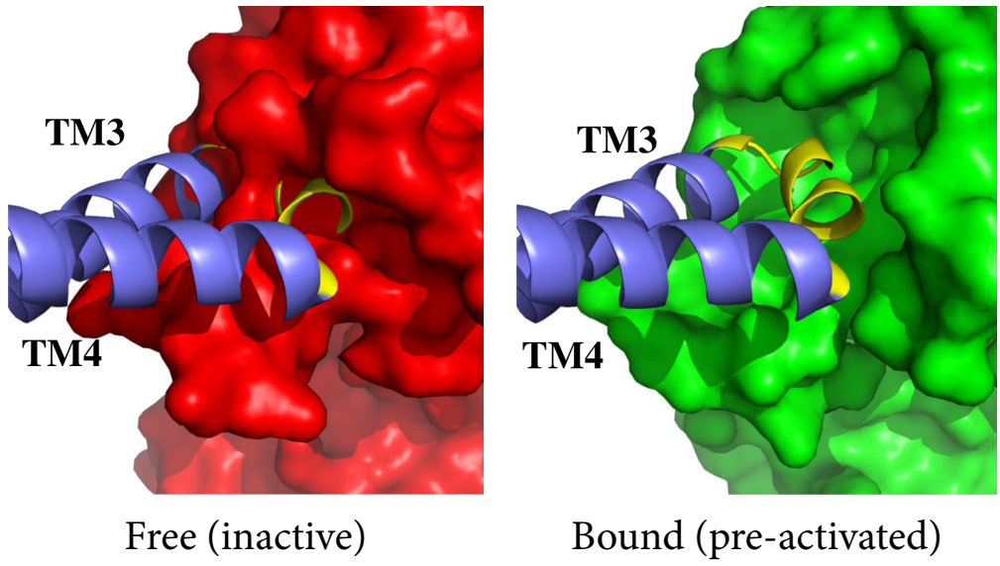 TM3
TM3
TM4
TM4
Free (inactive)
Bound (pre-activated)